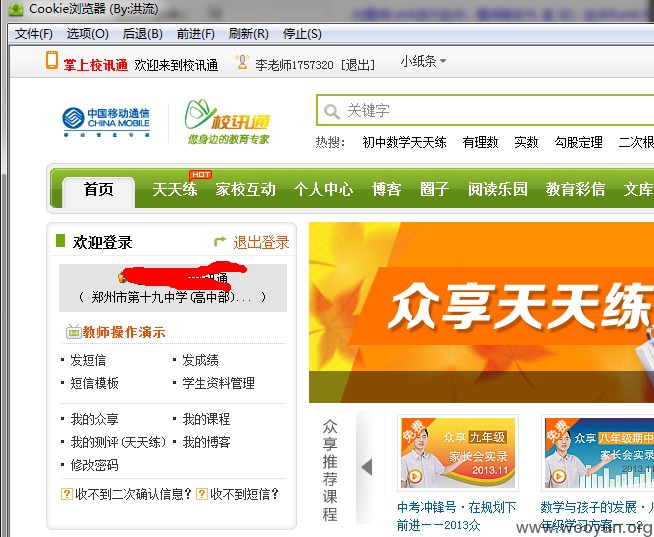 Cookie浏览器 (By:洪流)
文件(F) 选项(O) 后退(B) 前进(F) 刷新(R) 停止(S)
掌上校讯通 欢迎来到校讯通 李老师1757320 [退出] 小纸条
中国移动通信
CHINA MOBILE
移动信息专家
校讯通
您身边的教育专家
关键字
热搜: 初中数学天天练 有理数 实数 勾股定理 二次根
HOT
首页 天天练 家校互动 个人中心 博客 圈子 阅读乐园 教育彩信 文库
欢迎登录 退出登录
讯通
( 郑州市第十九中学(高中部)... )
教师操作演示
发短信 发成绩
短信模板 学生资料管理
我的众享 我的课程
我的测评(天天练) 我的博客
修改密码
收不到二次确认信息? 收不到短信?
众享天天练
众享推荐课程
免费
众享 九年级
家长会实录
2013.11
中考冲锋号·在规划下
前进——2013众
免费
众享 八年级期中
家长会实录
2013.11
数学与孩子的发展·八
年级学习方案——2
www.wooyun.org